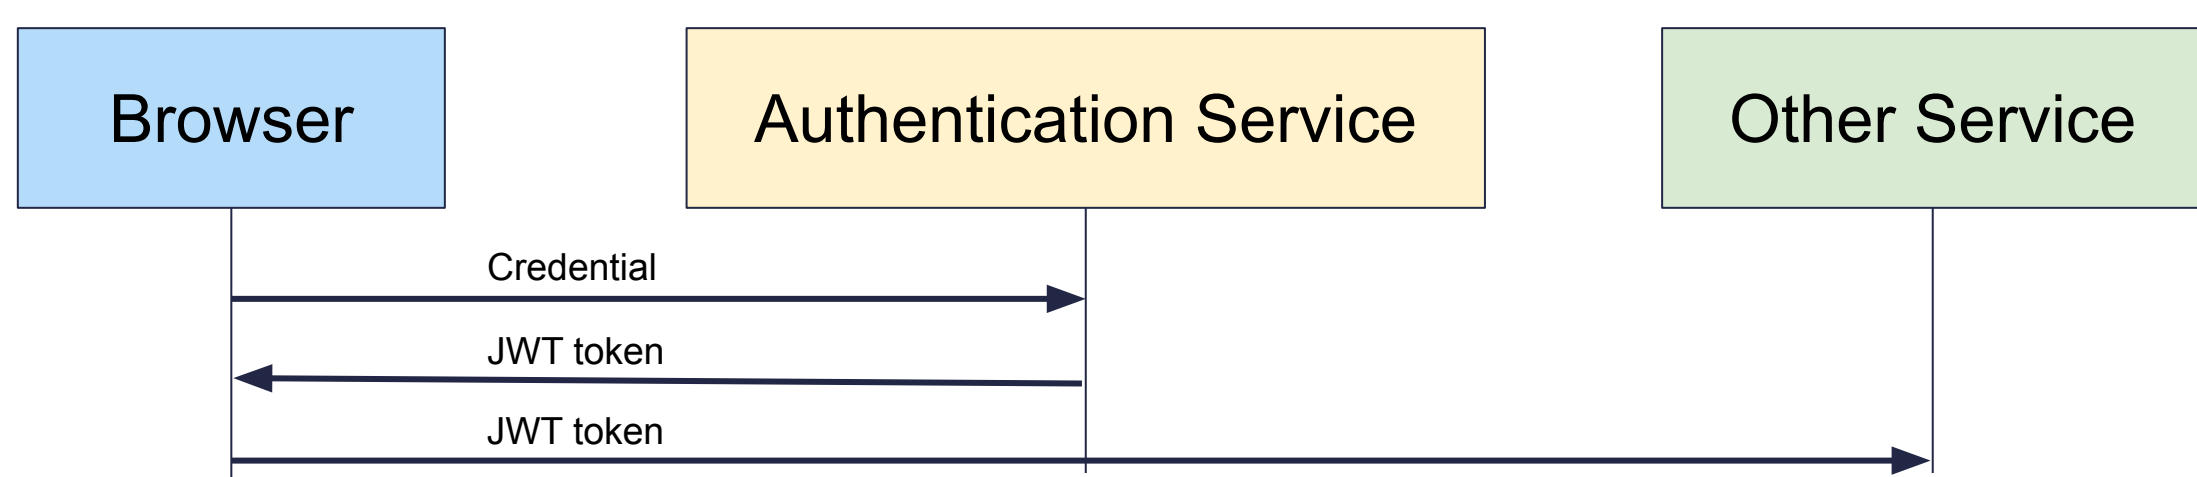 Browser
Authentication Service
Other Service
Credential
JWT token
JWT token